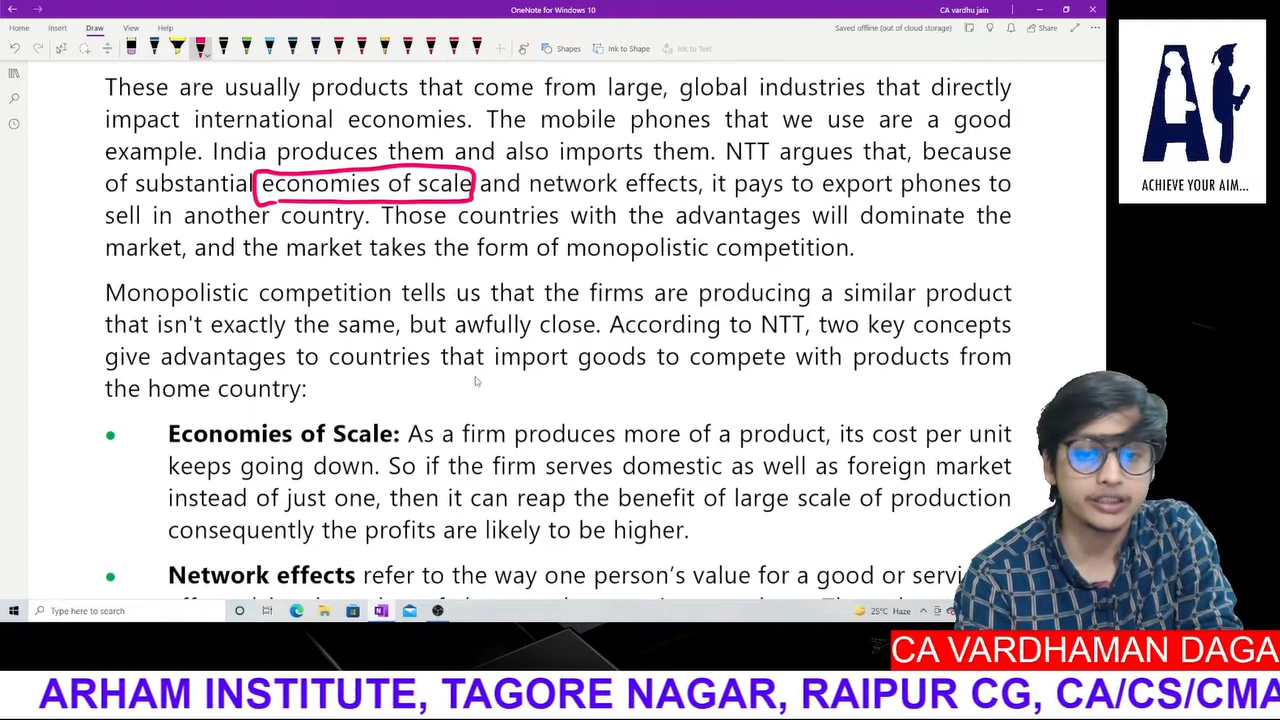 OneNote for Windows 10
CA vardhu jain
Home Insert Draw View Help
Saved offline (out of cloud storage)
Share
Shapes
Ink to Shape
Ink to Text
These are usually products that come from large, global industries that directly
impact international economies. The mobile phones that we use are a good
example. India produces them and also imports them. NTT argues that, because
of substantial economies of scale and network effects, it pays to export phones to
sell in another country. Those countries with the advantages will dominate the
market, and the market takes the form of monopolistic competition.
Monopolistic competition tells us that the firms are producing a similar product
that isn't exactly the same, but awfully close. According to NTT, two key concepts
give advantages to countries that import goods to compete with products from
the home country:
Economies of Scale: As a firm produces more of a product, its cost per unit
keeps going down. So if the firm serves domestic as well as foreign market
instead of just one, then it can reap the benefit of large scale of production
consequently the profits are likely to be higher.
Network effects refer to the way one person's value for a good or servic
Type here to search
25°C Haze
AI
ACHIEVE YOUR AIM...
CA VARDHAMAN DAGA
ARHAM INSTITUTE, TAGORE NAGAR, RAIPUR CG, CA/CS/CMA